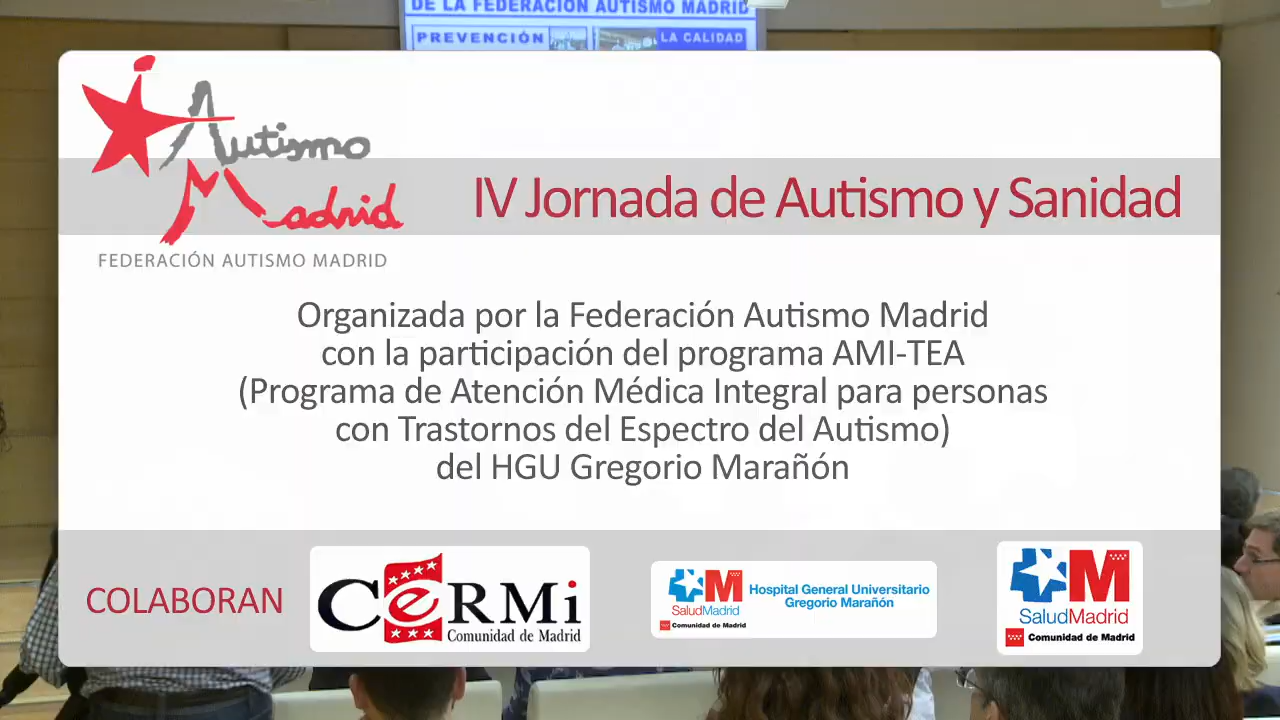 DE LA FEDERACIÓN AUTISMO MADRID
PREVENCIÓN
LA CALIDAD
Autismo
Madrid
FEDERACIÓN AUTISMO MADRID
IV Jornada de Autismo y Sanidad
Organizada por la Federación Autismo Madrid
con la participación del programa AMI-TEA
(Programa de Atención Médica Integral para personas
con Trastornos del Espectro del Autismo)
del HGU Gregorio Marañón
COLABORAN
CeRMi
Comunidad de Madrid
M
SaludMadrid
Comunidad de Madrid
Hospital General Universitario
Gregorio Marañón
M
SaludMadrid
Comunidad de Madrid